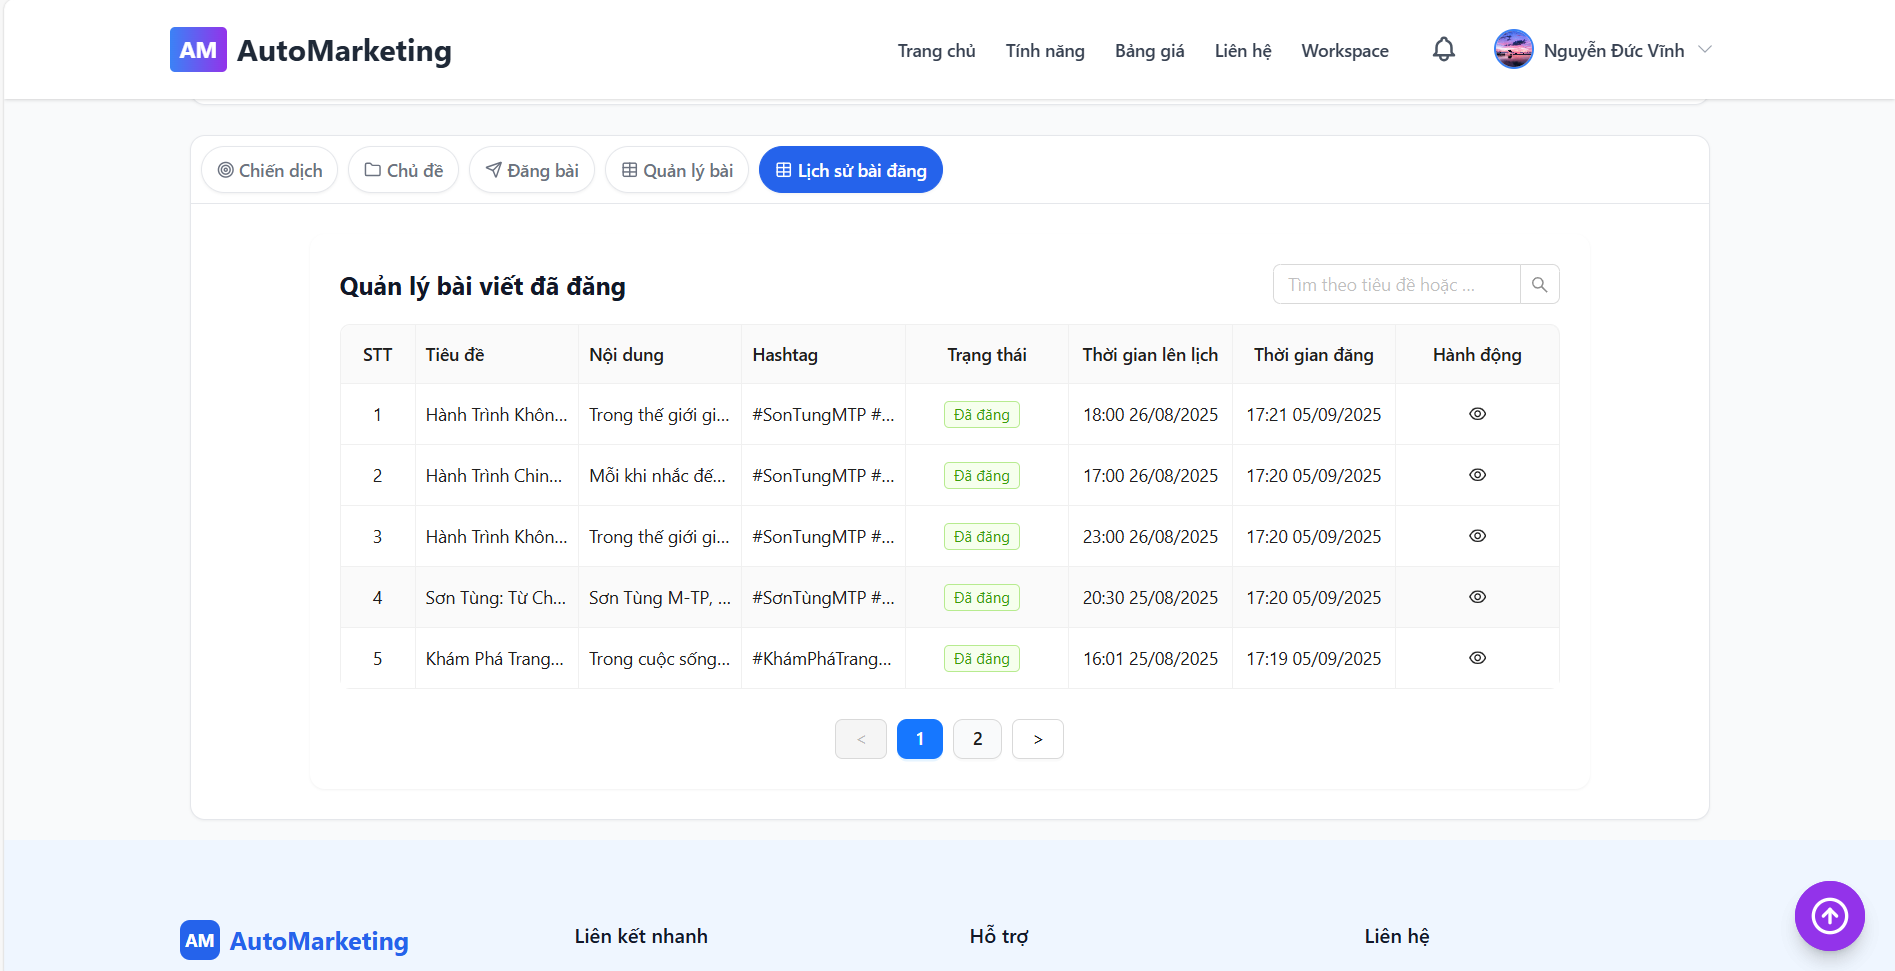 AM AutoMarketing
Trang chủ Tính năng Bảng giá Liên hệ Workspace Nguyễn Đức Vĩnh
Chiến dịch Chủ đề Đăng bài Quản lý bài Lịch sử bài đăng
Quản lý bài viết đã đăng
Tìm theo tiêu đề hoặc ...
STT Tiêu đề Nội dung Hashtag Trạng thái Thời gian lên lịch Thời gian đăng Hành động
1 Hành Trình Khôn... Trong thế giới gi... #SonTungMTP #... Đã đăng 18:00 26/08/2025 17:21 05/09/2025
2 Hành Trình Chin... Mỗi khi nhắc đế... #SonTungMTP #... Đã đăng 17:00 26/08/2025 17:20 05/09/2025
3 Hành Trình Khôn... Trong thế giới gi... #SonTungMTP #... Đã đăng 23:00 26/08/2025 17:20 05/09/2025
4 Sơn Tùng: Từ Ch... Sơn Tùng M-TP, ... #SơnTùngMTP #... Đã đăng 20:30 25/08/2025 17:20 05/09/2025
5 Khám Phá Trang... Trong cuộc sống... #KhámPháTrang... Đã đăng 16:01 25/08/2025 17:19 05/09/2025
< 1 2 >
AM AutoMarketing Liên kết nhanh Hỗ trợ Liên hệ